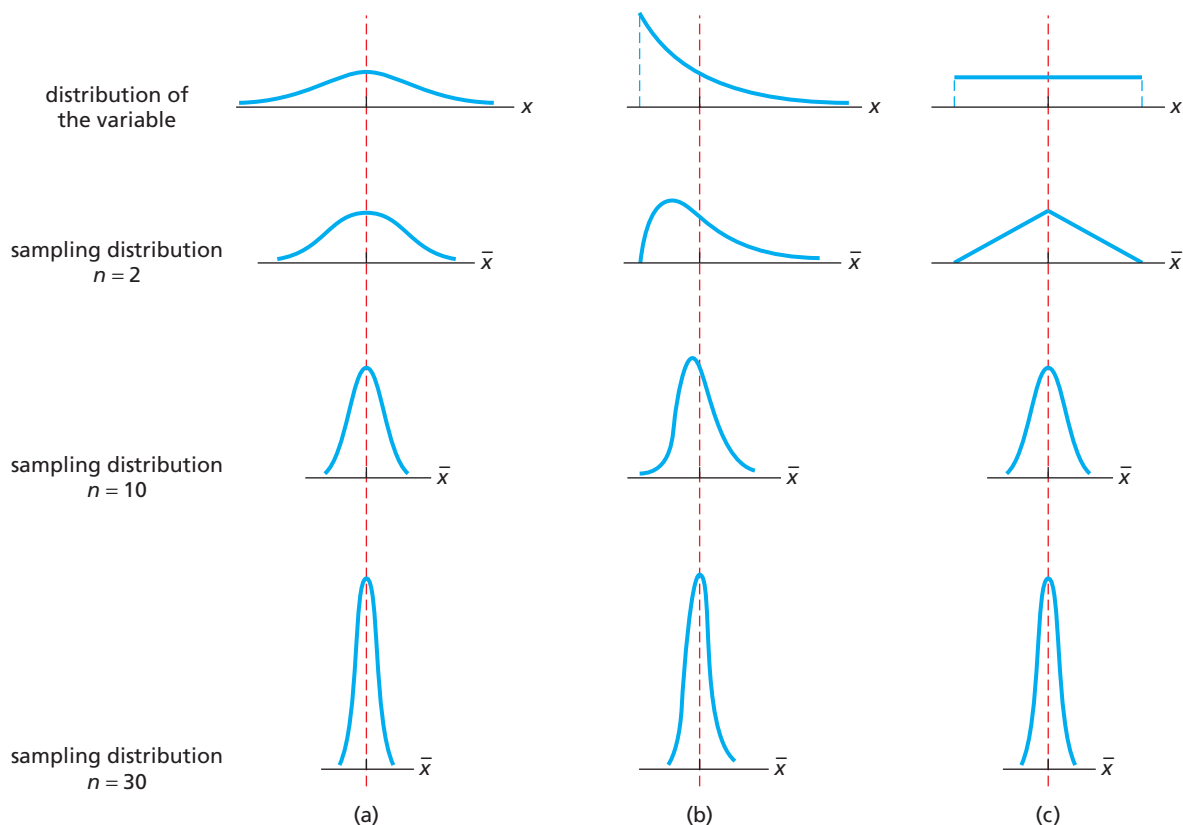 distribution of
the variable
x
x
x
sampling distribution
n = 2
x̄
x̄
x̄
sampling distribution
n = 10
x̄
x̄
x̄
sampling distribution
n = 30
x̄
x̄
x̄
(a)
(b)
(c)